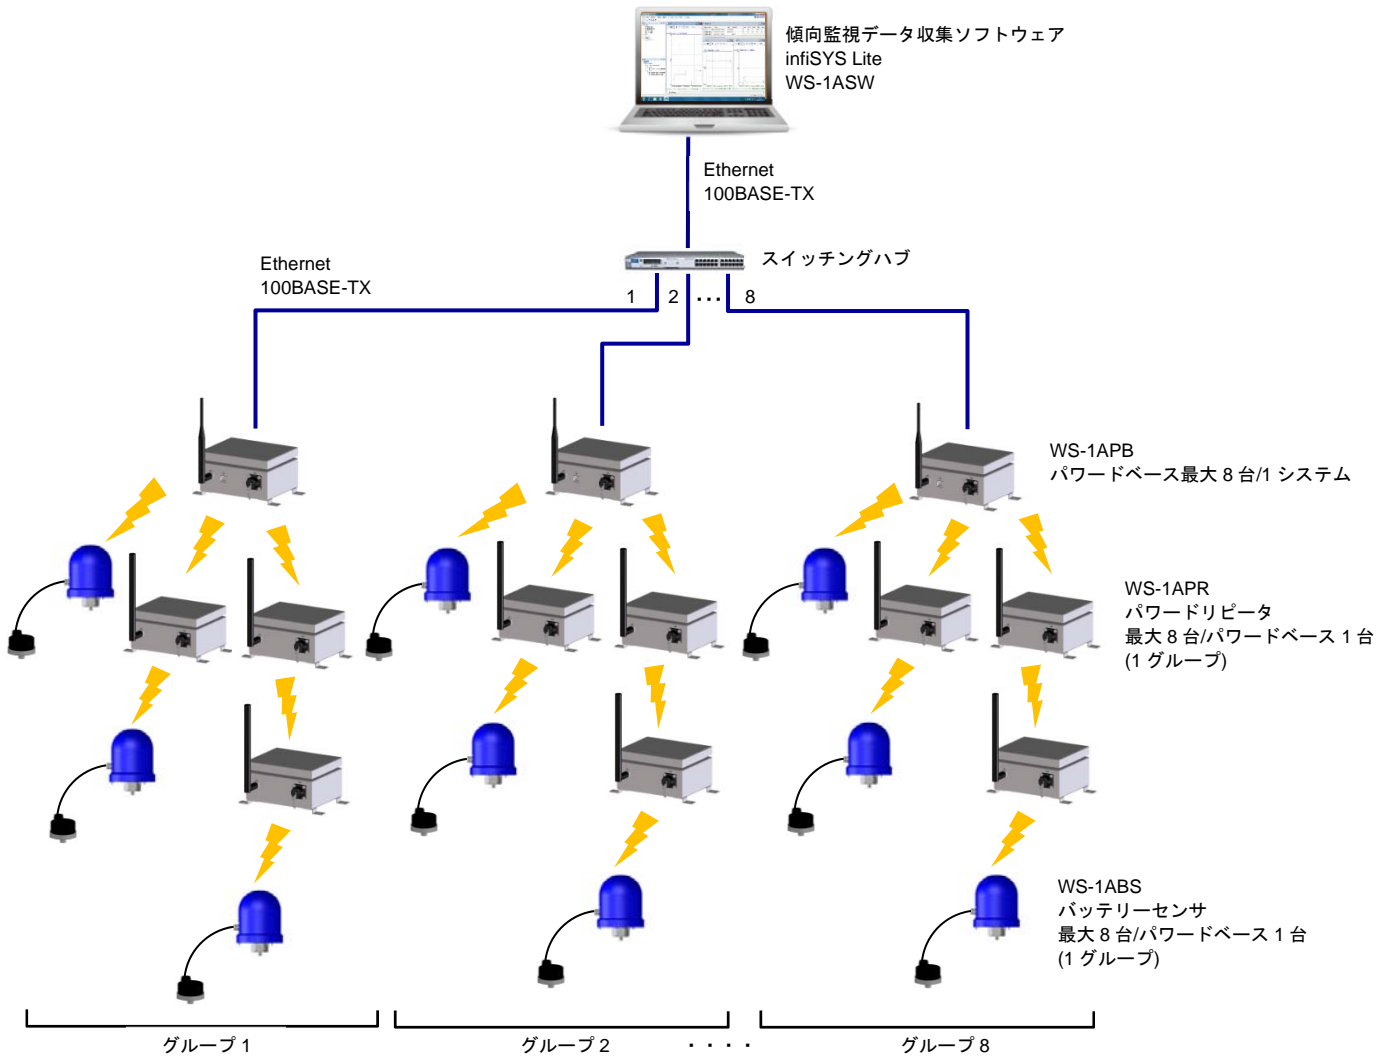 傾向監視データ収集ソフトウェア
infiSYS Lite
WS-1ASW
Ethernet
100BASE-TX
スイッチングハブ
Ethernet
100BASE-TX
1 2 ・・・ 8
WS-1APB
パワードベース最大 8 台/1 システム
WS-1APR
パワードリピータ
最大 8 台/パワードベース 1 台
(1 グループ)
WS-1ABS
バッテリーセンサ
最大 8 台/パワードベース 1 台
(1 グループ)
グループ 1 グループ 2 ・・・・ グループ 8